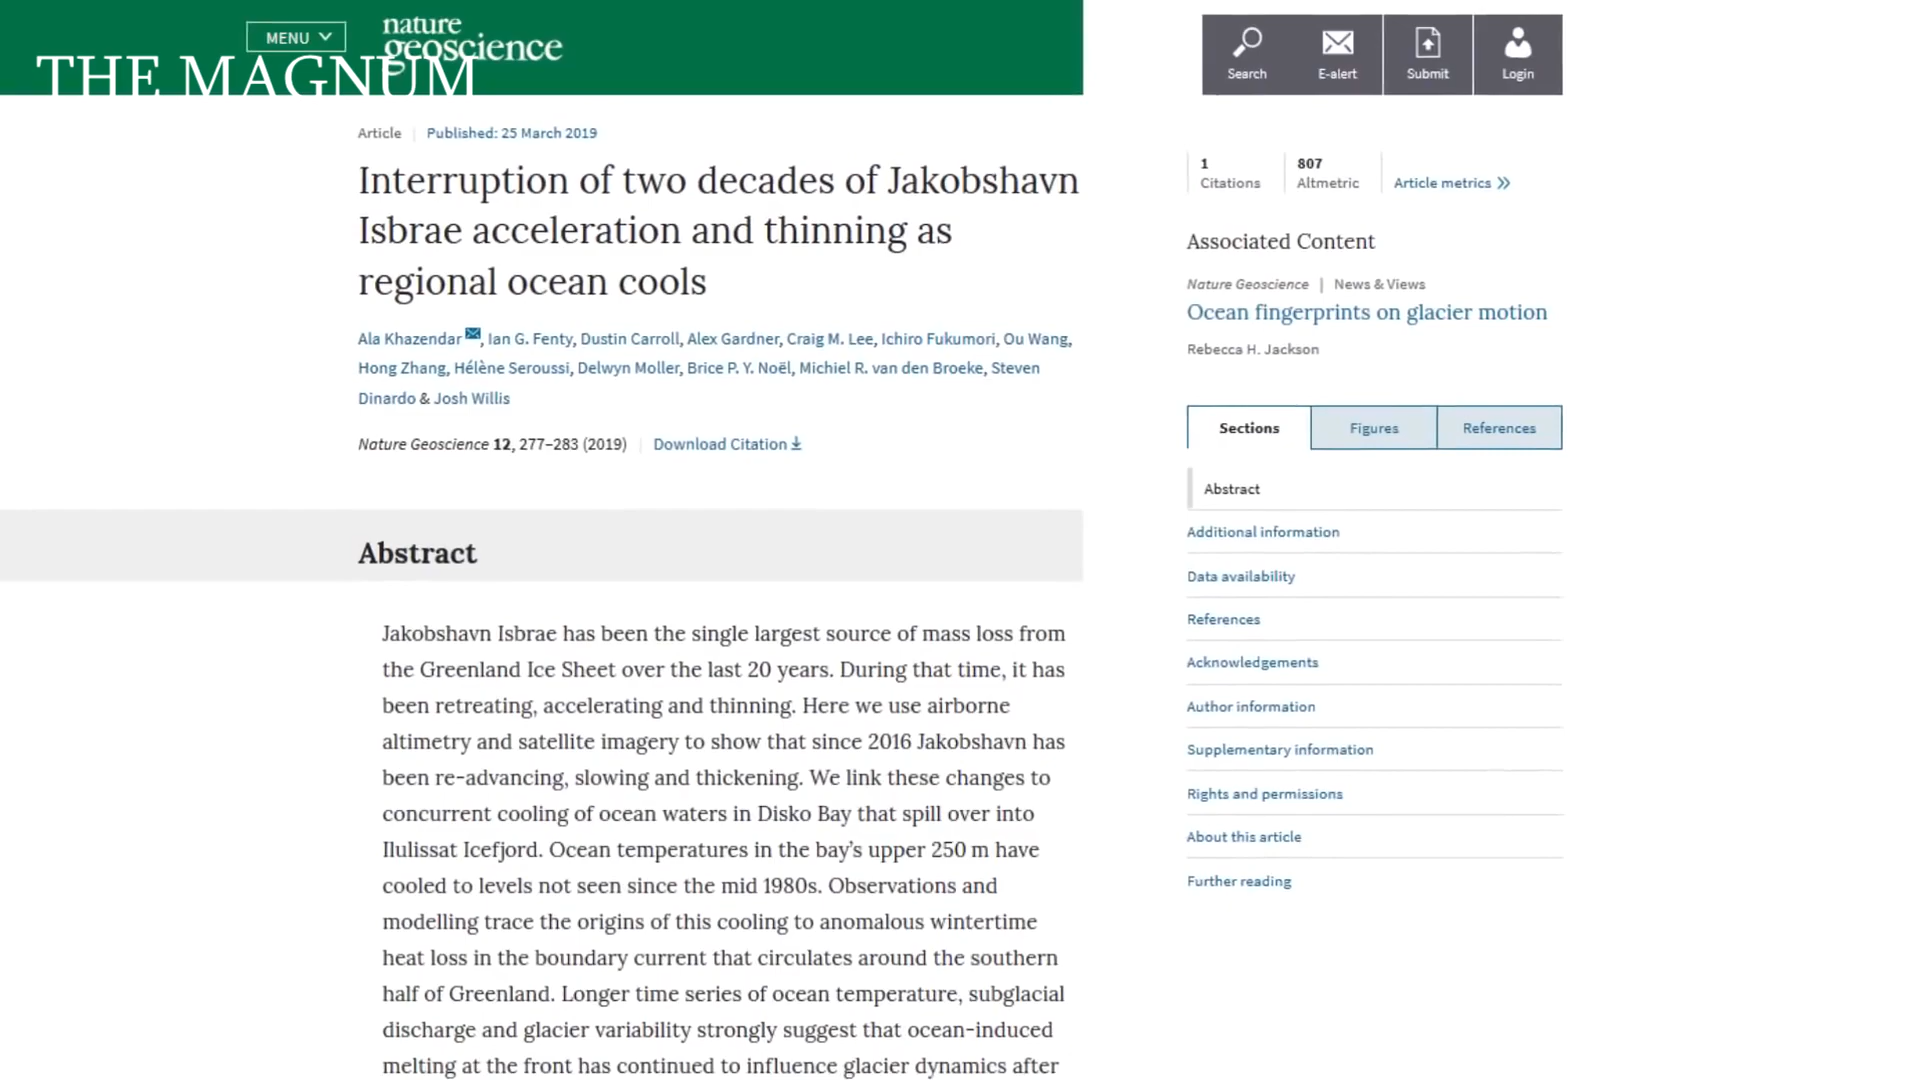 MENU
nature
geoscience
THE MAGNUM
Search
E-alert
Submit
Login
Article
Published: 25 March 2019
Interruption of two decades of Jakobshavn
Isbrae acceleration and thinning as
regional ocean cools
Ala Khazendar, Ian G. Fenty, Dustin Carroll, Alex Gardner, Craig M. Lee, Ichiro Fukumori, Ou Wang,
Hong Zhang, Hélène Seroussi, Delwyn Moller, Brice P. Y. Noël, Michiel R. van den Broeke, Steven
Dinardo & Josh Willis
Nature Geoscience 12, 277–283 (2019)
Download Citation
Abstract
Jakobshavn Isbrae has been the single largest source of mass loss from
the Greenland Ice Sheet over the last 20 years. During that time, it has
been retreating, accelerating and thinning. Here we use airborne
altimetry and satellite imagery to show that since 2016 Jakobshavn has
been re-advancing, slowing and thickening. We link these changes to
concurrent cooling of ocean waters in Disko Bay that spill over into
Ilulissat Icefjord. Ocean temperatures in the bay’s upper 250 m have
cooled to levels not seen since the mid 1980s. Observations and
modelling trace the origins of this cooling to anomalous wintertime
heat loss in the boundary current that circulates around the southern
half of Greenland. Longer time series of ocean temperature, subglacial
discharge and glacier variability strongly suggest that ocean-induced
melting at the front has continued to influence glacier dynamics after
1
Citations
807
Altmetric
Article metrics
Associated Content
Nature Geoscience | News & Views
Ocean fingerprints on glacier motion
Rebecca H. Jackson
Sections
Figures
References
Abstract
Additional information
Data availability
References
Acknowledgements
Author information
Supplementary information
Rights and permissions
About this article
Further reading